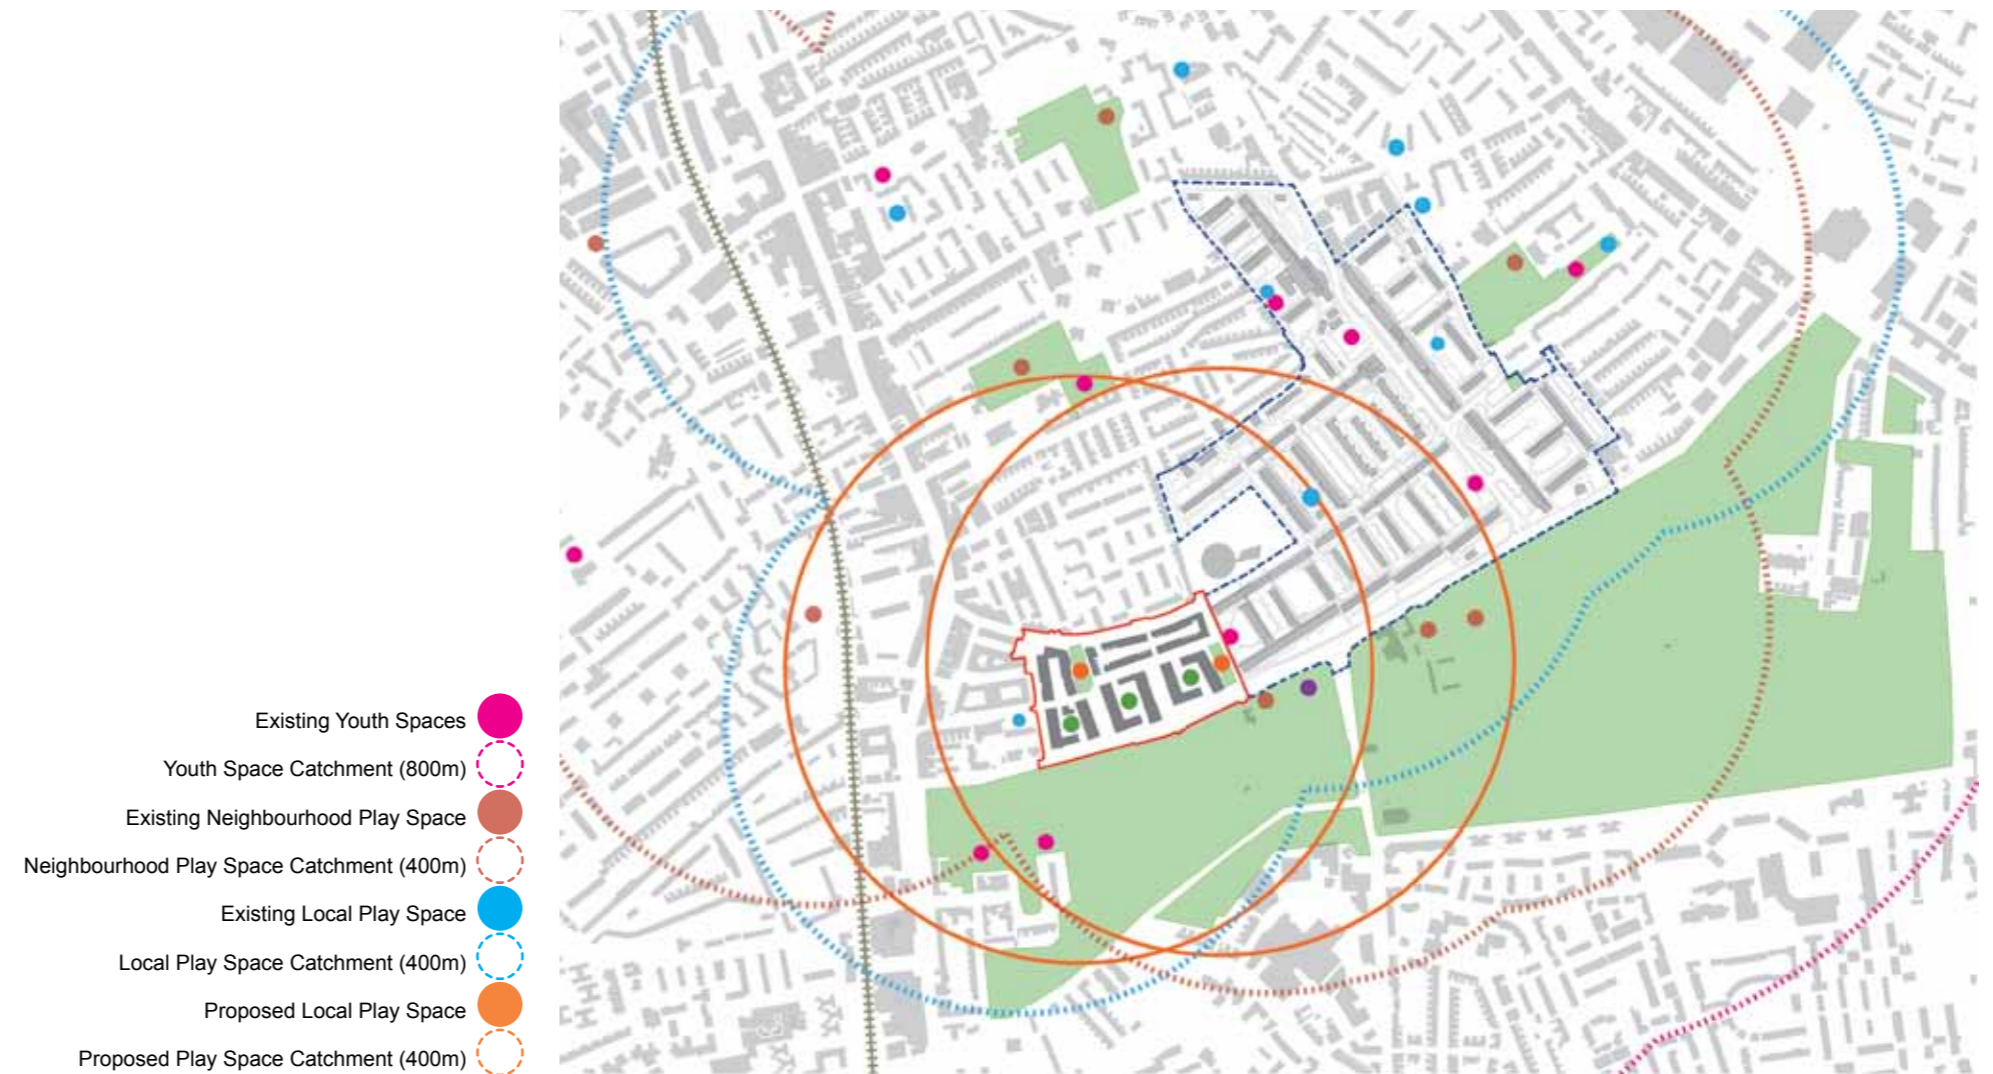 Existing Youth Spaces
Youth Space Catchment (800m)
Existing Neighbourhood Play Space
Neighbourhood Play Space Catchment (400m)
Existing Local Play Space
Local Play Space Catchment (400m)
Proposed Local Play Space
Proposed Play Space Catchment (400m)